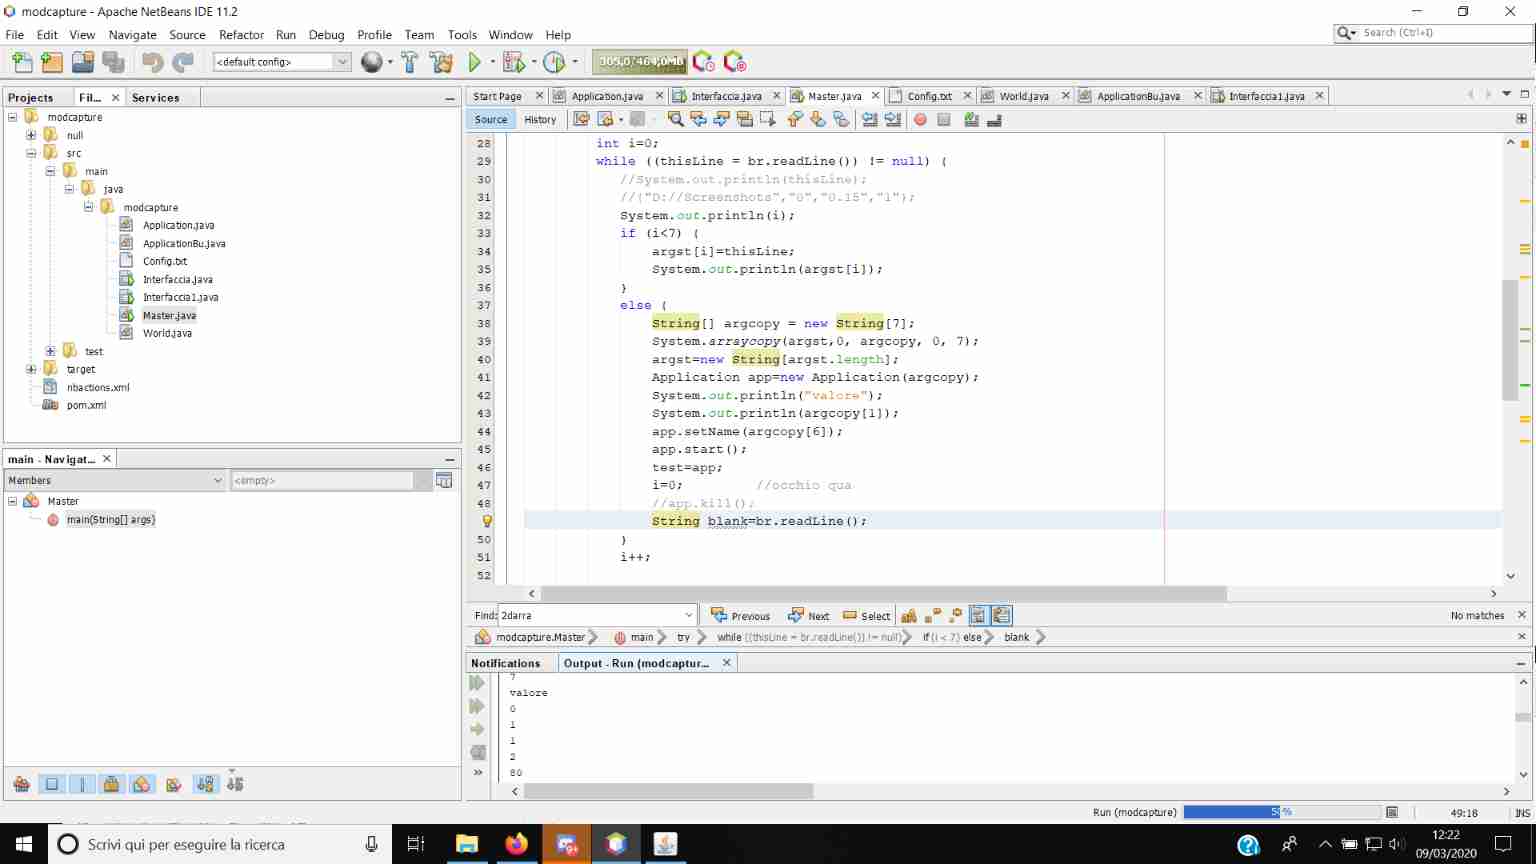 modcapture - Apache NetBeans IDE 11.2
File Edit View Navigate Source Refactor Run Debug Profile Team Tools Window Help
Search (Ctrl+I)
<default config>
305,0/464,0MB
Projects Fil... Services
modcapture
null
src
main
java
modcapture
Application.java
ApplicationBu.java
Config.txt
Interfaccia.java
Interfaccia1.java
Master.java
World.java
test
target
nbactions.xml
pom.xml
main - Navigat...
Members
<empty>
Master
main(String[] args)
Start Page Application.java Interfaccia.java Master.java Config.txt World.java ApplicationBu.java Interfaccia1.java
Source History
28 int i=0;
29 while ((thisLine = br.readLine()) != null) {
30 //System.out.println(thisLine);
31 //{"D://Screenshots","0","0.15","1"};
32 System.out.println(i);
33 if (i<7) {
34 argst[i]=thisLine;
35 System.out.println(argst[i]);
36 }
37 else {
38 String[] argcopy = new String[7];
39 System.arraycopy(argst,0, argcopy, 0, 7);
40 argst=new String[argst.length];
41 Application app=new Application(argcopy);
42 System.out.println("valore");
43 System.out.println(argcopy[1]);
44 app.setName(argcopy[6]);
45 app.start();
46 test=app;
47 i=0; //occhio qua
48 //app.kill();
String blank=br.readLine();
50 }
51 i++;
52
Find: 2darra Previous Next Select No matches
modcapture.Master main try while ((thisLine = br.readLine()) != null) if (i < 7) else blank
Notifications Output - Run (modcaptur...
7
valore
0
1
1
2
80
Run (modcapture) 49:18 INS
Scrivi qui per eseguire la ricerca
12:22
09/03/2020